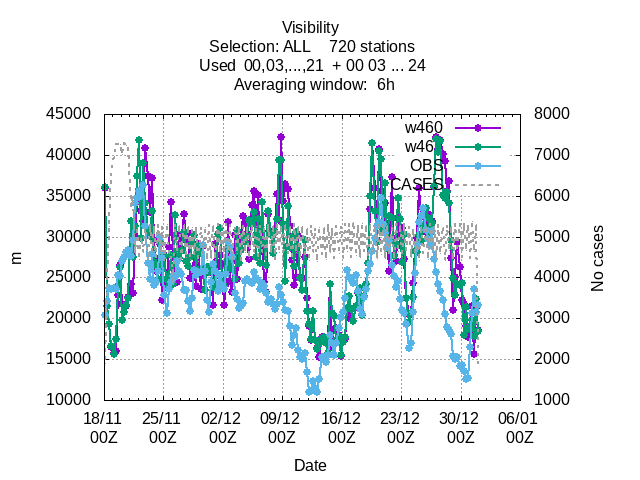 Visibility
Selection: ALL    720 stations
Used  00,03,...,21  + 00 03 ... 24
Averaging window:  6h
45000
40000
35000
30000
25000
20000
15000
10000
m
8000
7000
6000
5000
4000
3000
2000
1000
No cases
w460
OBS
CASES
18/11 25/11 02/12 09/12 16/12 23/12 30/12 06/01
00Z 00Z 00Z 00Z 00Z 00Z 00Z 00Z
Date